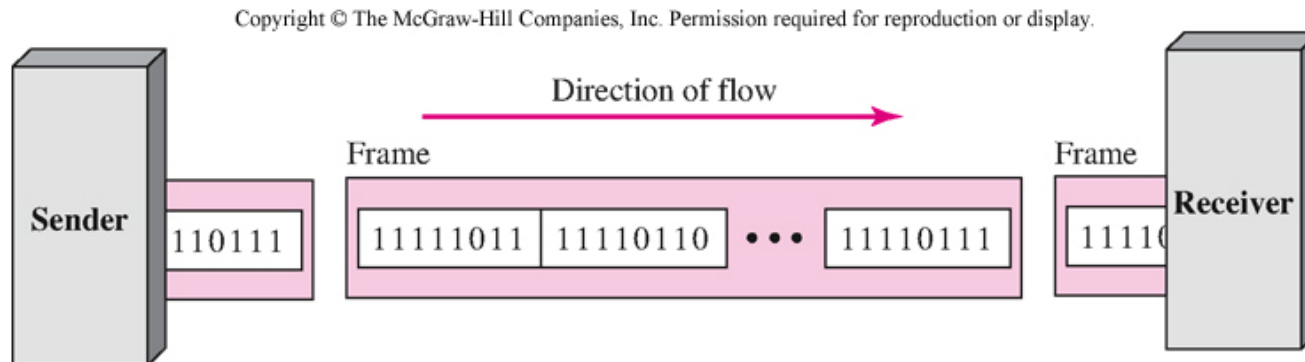 Copyright © The McGraw-Hill Companies, Inc. Permission required for reproduction or display.
Direction of flow
Frame
Frame
Sender
110111
11111011
11110110
•••
11110111
11110
Receiver